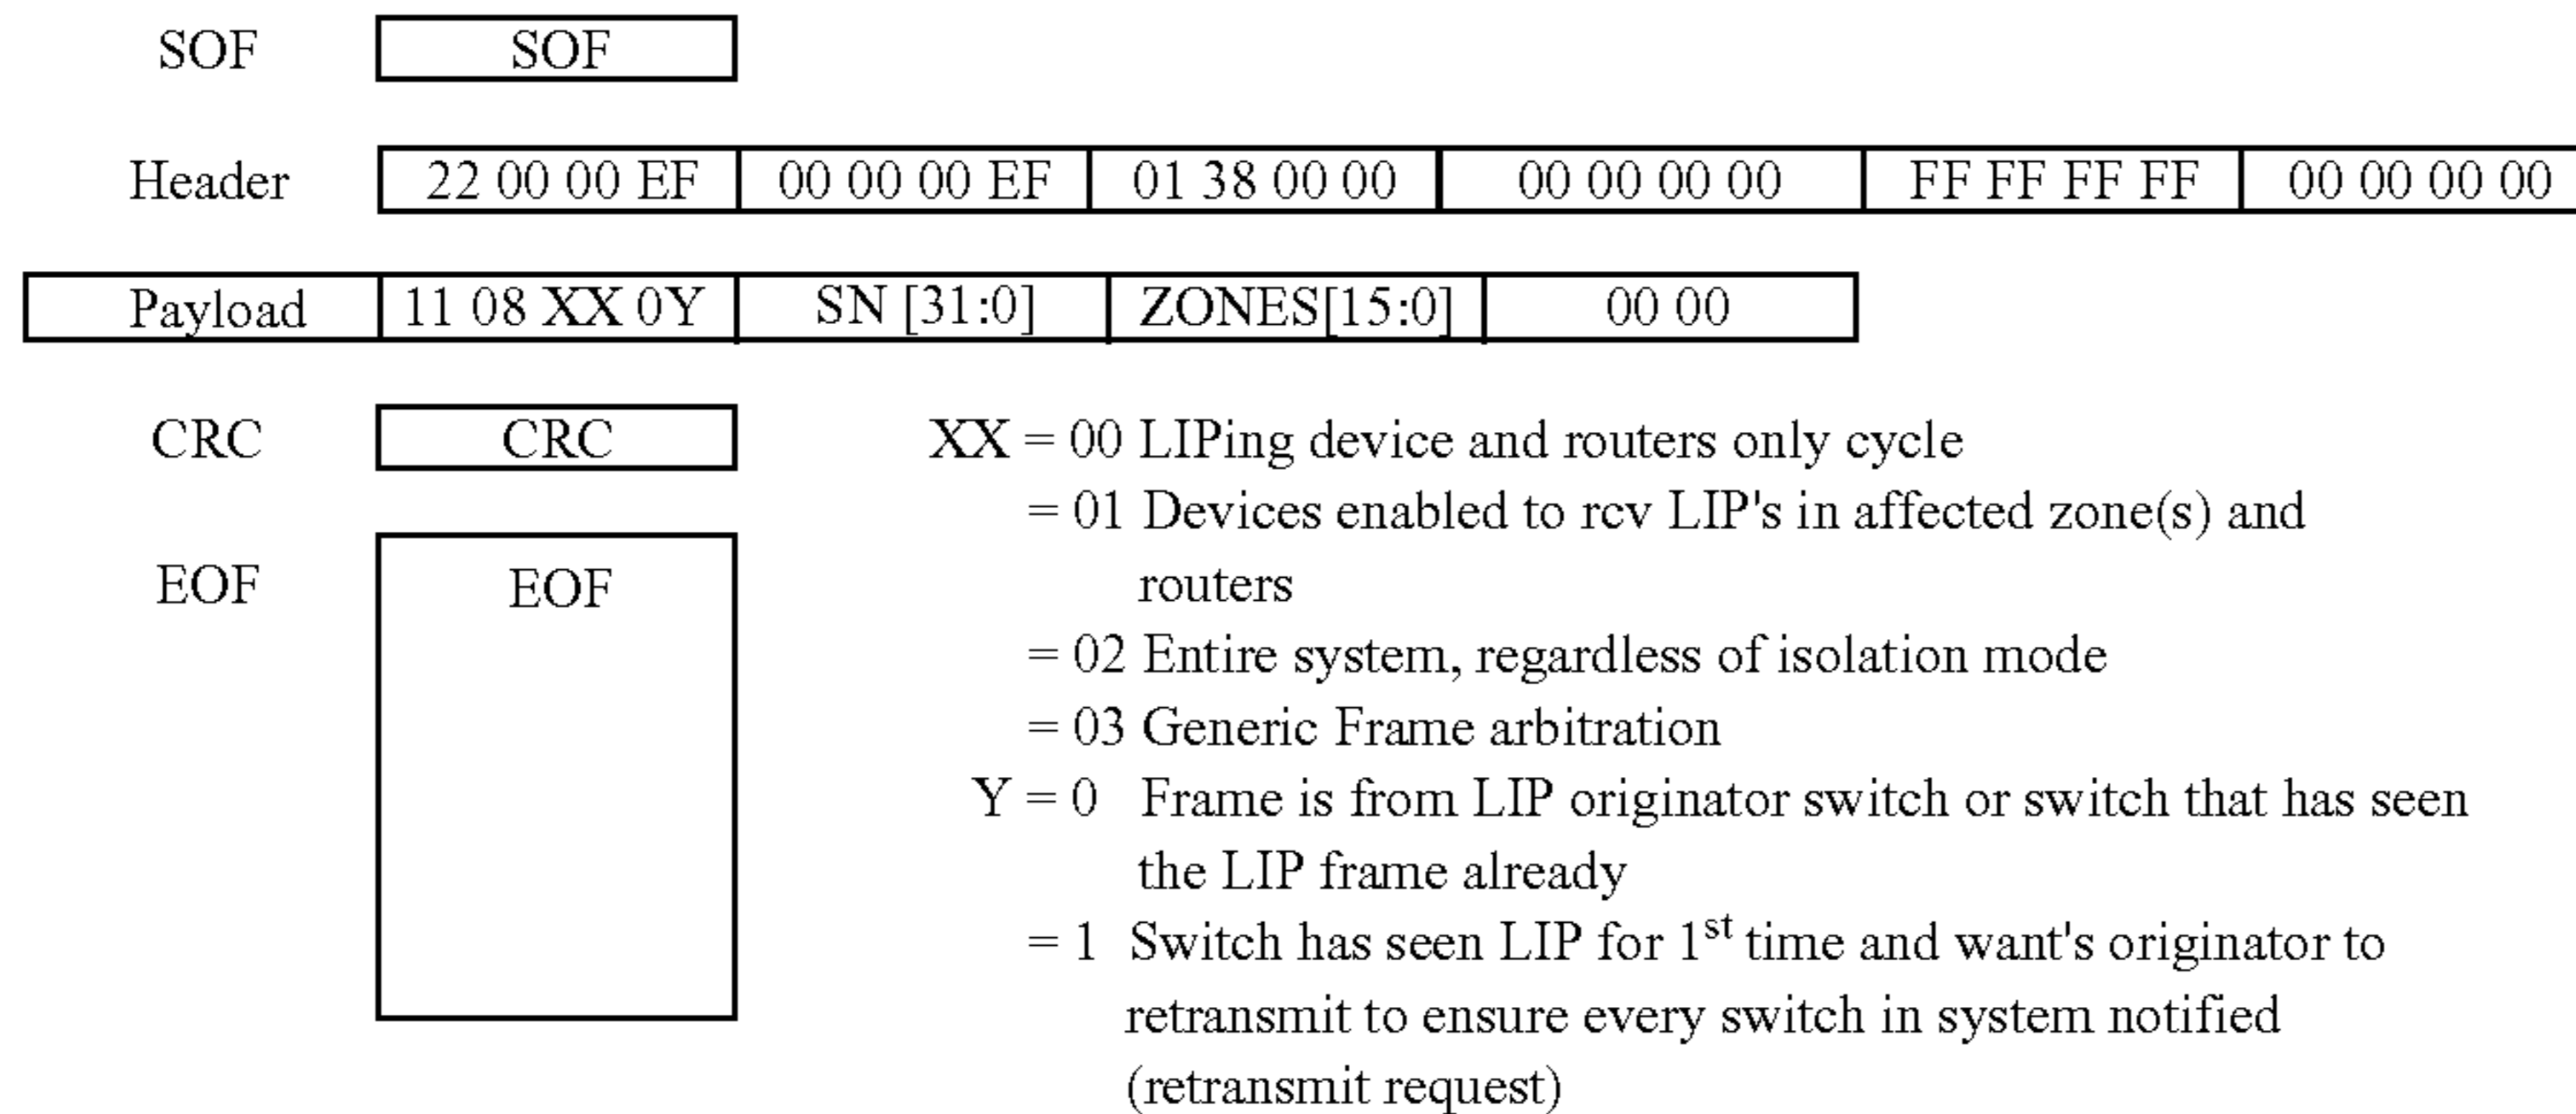 SOF SOF
Header 22 00 00 EF 00 00 00 EF 01 38 00 00 00 00 00 00 FF FF FF FF 00 00 00 00
Payload 11 08 XX 0Y SN [31:0] ZONES[15:0] 00 00
CRC CRC XX = 00 LIPing device and routers only cycle
= 01 Devices enabled to rcv LIP's in affected zone(s) and
routers
EOF EOF
= 02 Entire system, regardless of isolation mode
= 03 Generic Frame arbitration
Y = 0 Frame is from LIP originator switch or switch that has seen
the LIP frame already
= 1 Switch has seen LIP for 1st time and want's originator to
retransmit to ensure every switch in system notified
(retransmit request)